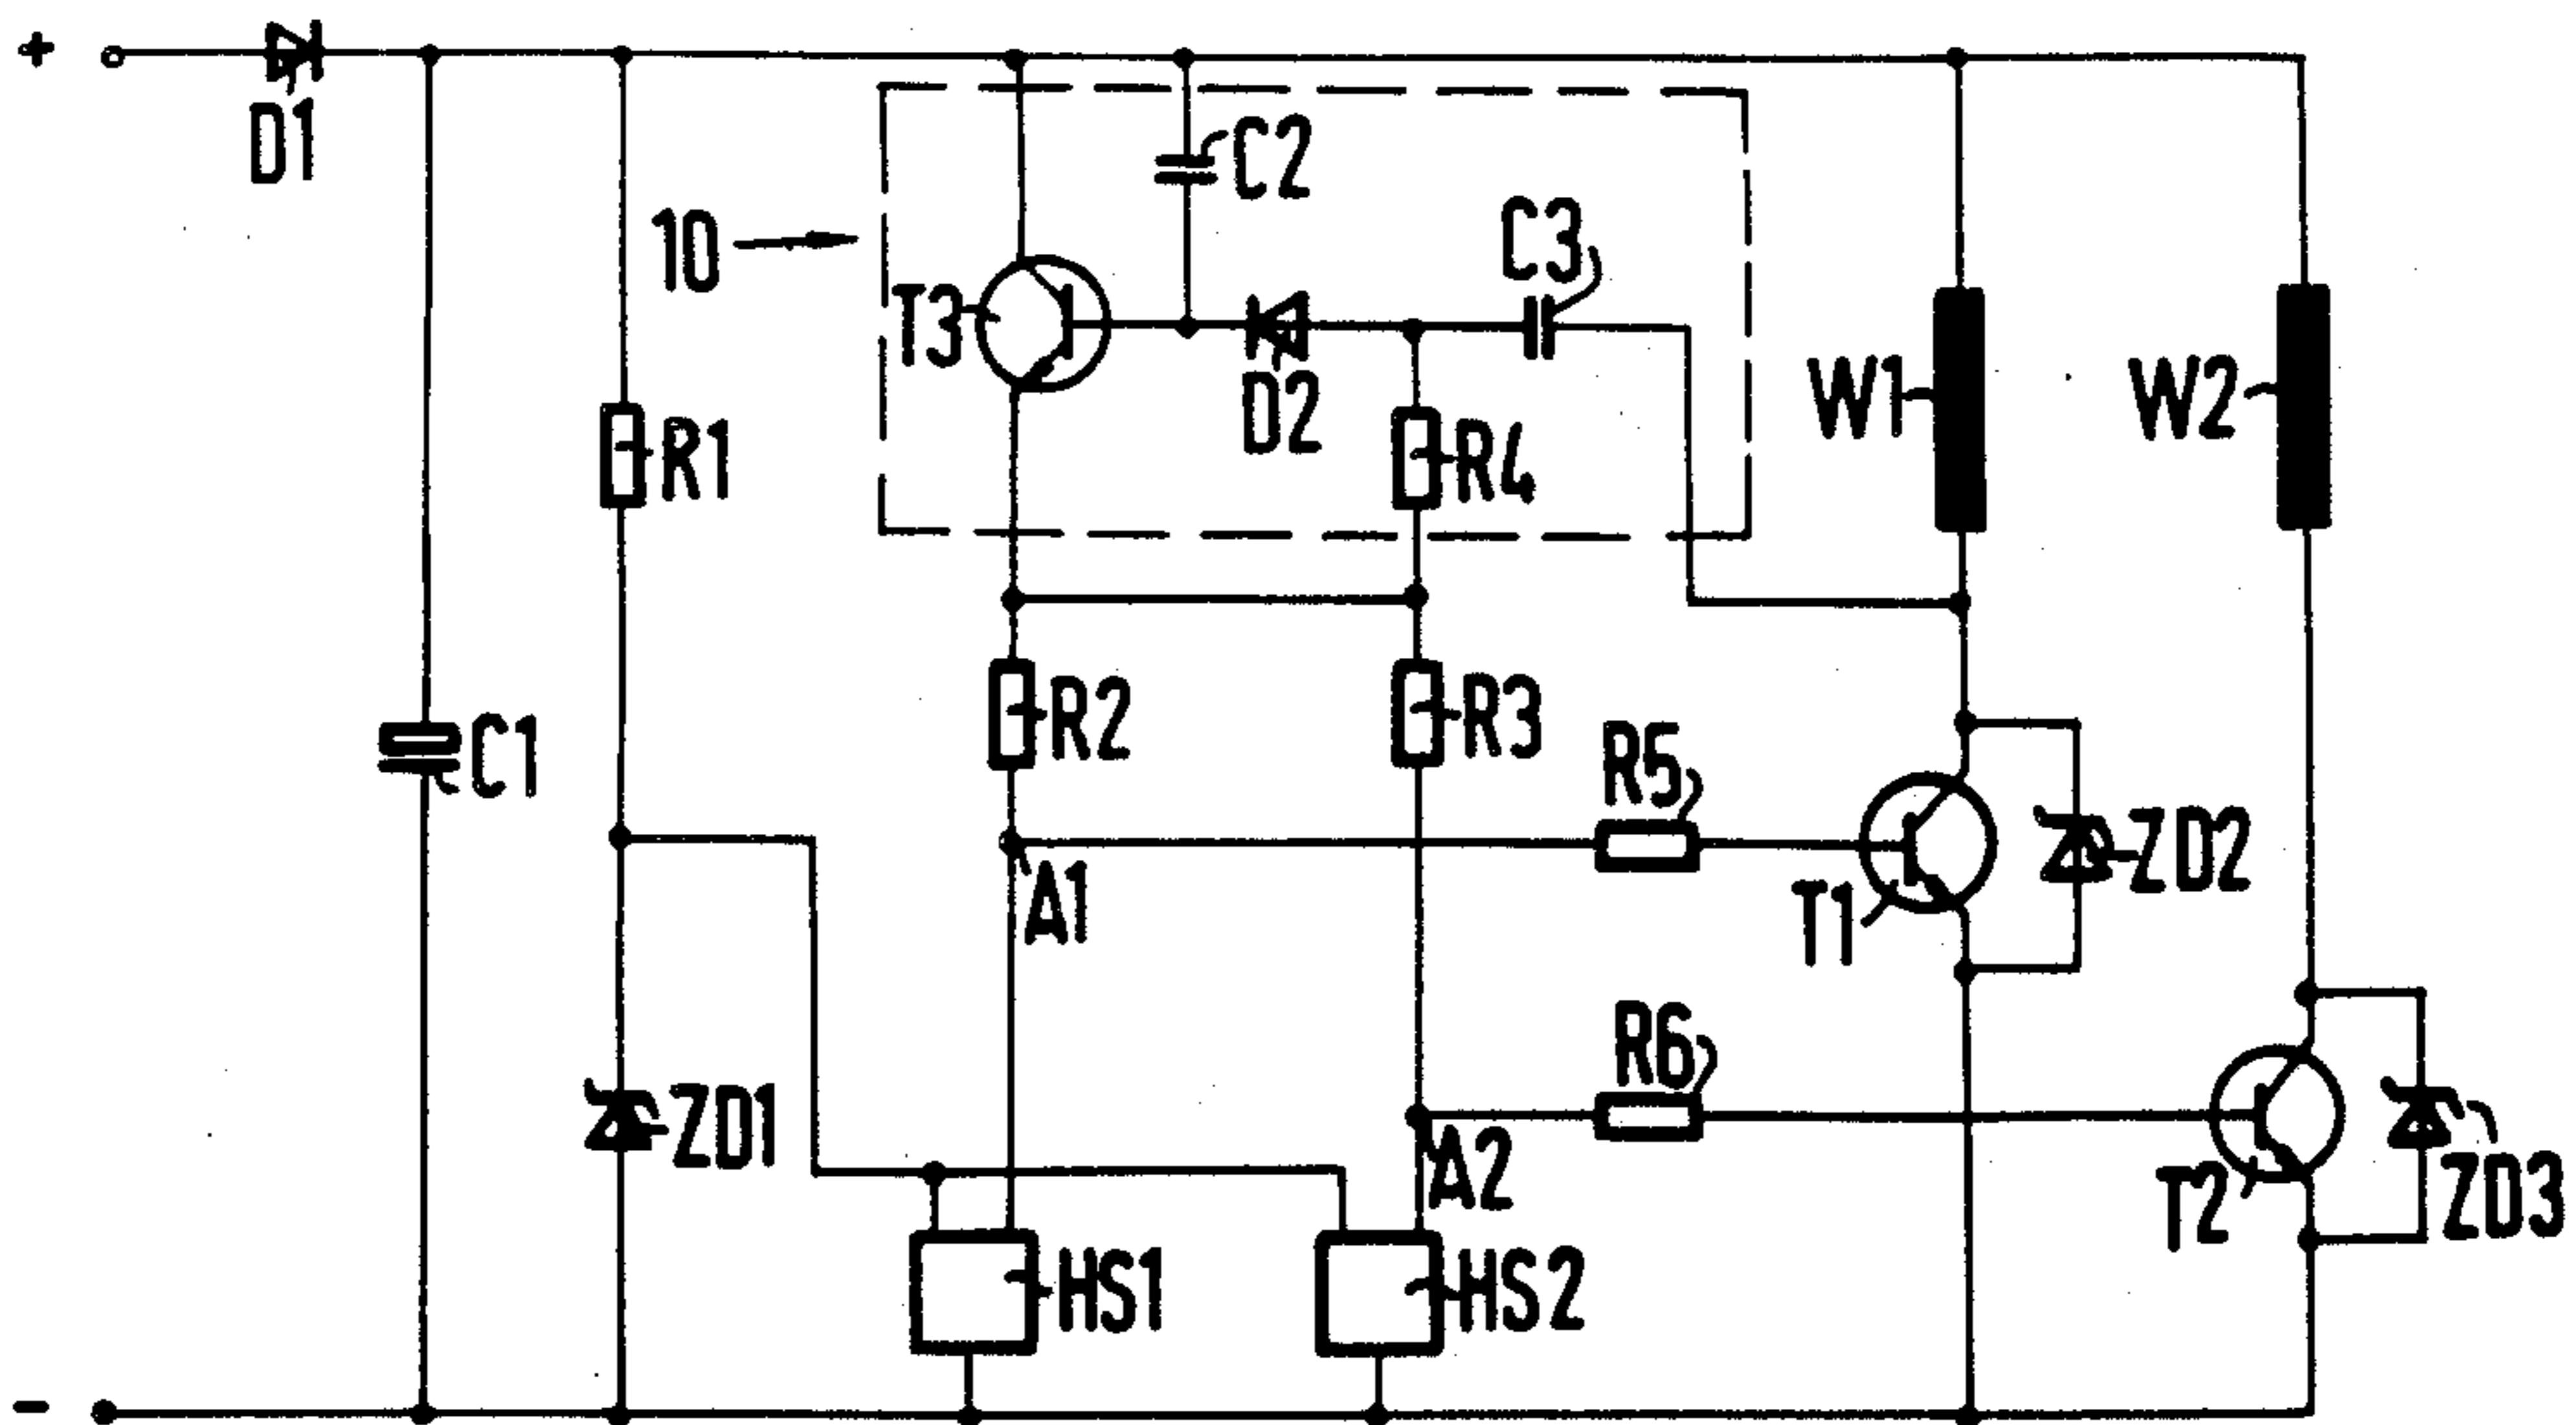 +
D1
C2
10
C3
T3
D2
W1
W2
R1
R4
C1
R2
R3
R5
ZD2
A1
T1
R6
ZD1
A2
T2
ZD3
HS1
HS2
-